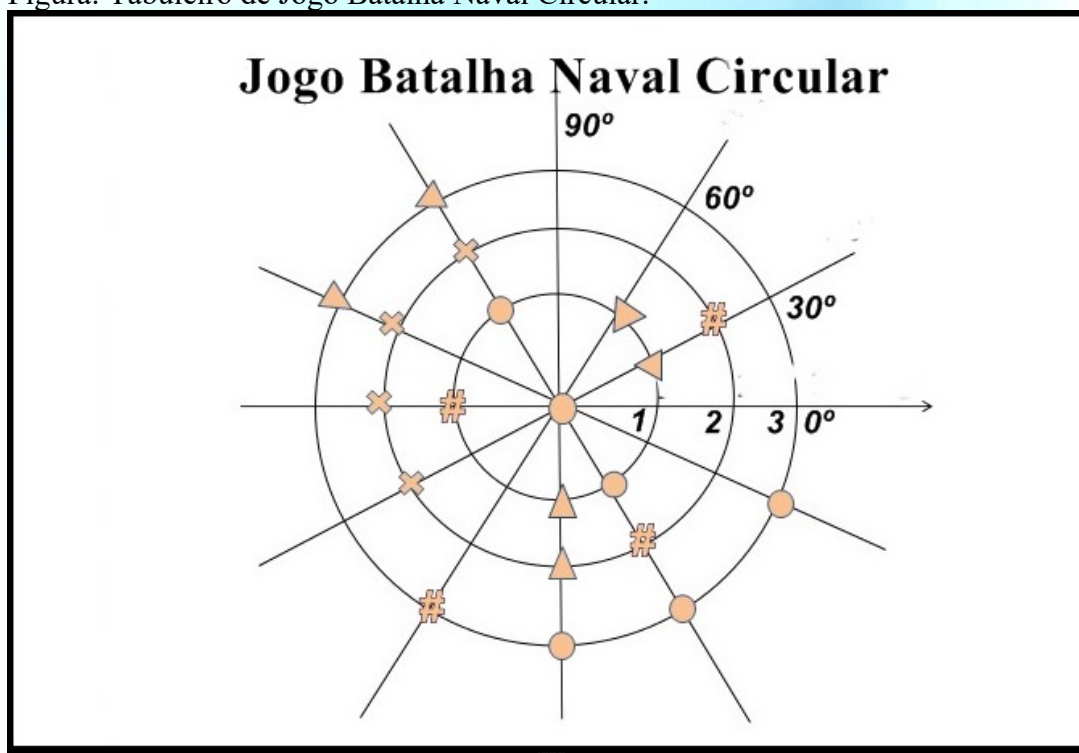 Figura: Tabuleiro de Jogo Batalha Naval Circular.
Jogo Batalha Naval Circular
90º
60º
30º
1 2 3 0º